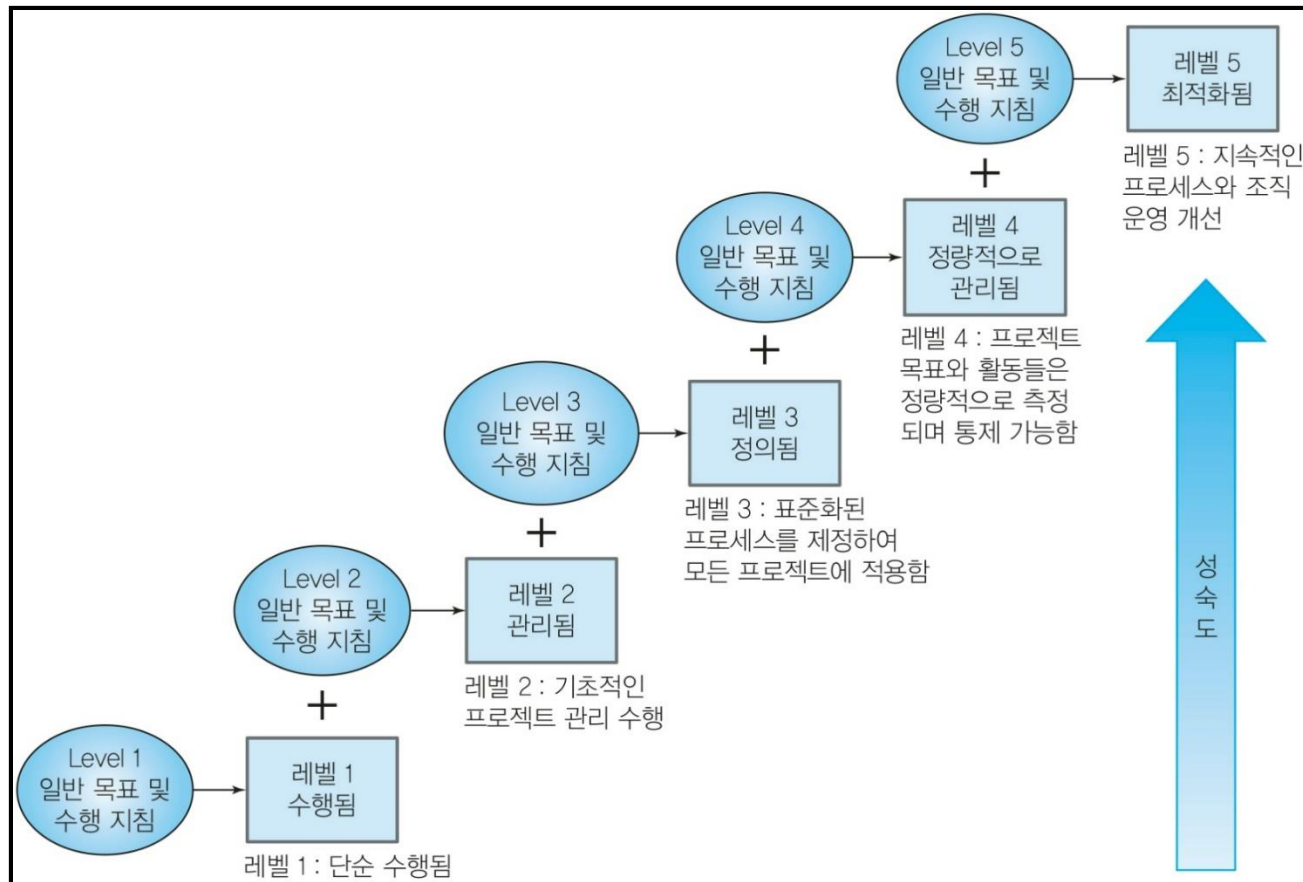 Level 5
일반 목표 및
수행 지침
레벨 5
최적화됨
레벨 5 : 지속적인
프로세스와 조직
운영 개선
+
Level 4
일반 목표 및
수행 지침
레벨 4
정량적으로
관리됨
레벨 4 : 프로젝트
목표와 활동들은
정량적으로 측정
되며 통제 가능함
+
Level 3
일반 목표 및
수행 지침
레벨 3
정의됨
레벨 3 : 표준화된
프로세스를 제정하여
모든 프로젝트에 적용함
+
Level 2
일반 목표 및
수행 지침
레벨 2
관리됨
레벨 2 : 기초적인
프로젝트 관리 수행
+
Level 1
일반 목표 및
수행 지침
레벨 1
수행됨
레벨 1 : 단순 수행됨
성숙도